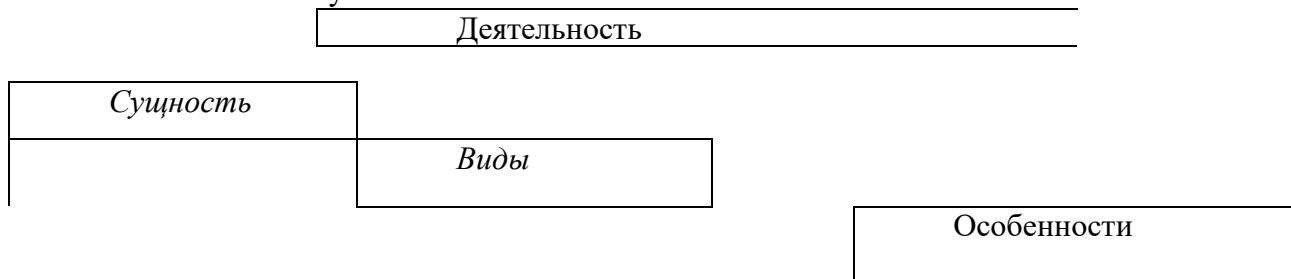 Деятельность
Сущность
Виды
Особенности